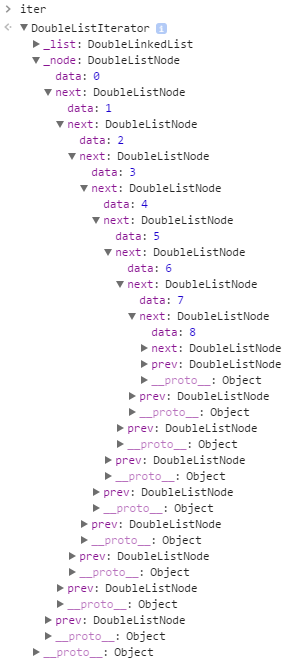 > iter
DoubleListIterator i
_list: DoubleLinkedList
_node: DoubleListNode
data: 0
next: DoubleListNode
data: 1
next: DoubleListNode
data: 2
next: DoubleListNode
data: 3
next: DoubleListNode
data: 4
next: DoubleListNode
data: 5
next: DoubleListNode
data: 6
next: DoubleListNode
data: 7
next: DoubleListNode
data: 8
next: DoubleListNode
prev: DoubleListNode
__proto__: Object
prev: DoubleListNode
__proto__: Object
prev: DoubleListNode
__proto__: Object
prev: DoubleListNode
__proto__: Object
prev: DoubleListNode
__proto__: Object
prev: DoubleListNode
__proto__: Object
prev: DoubleListNode
__proto__: Object
prev: DoubleListNode
__proto__: Object
prev: DoubleListNode
__proto__: Object
__proto__: Object